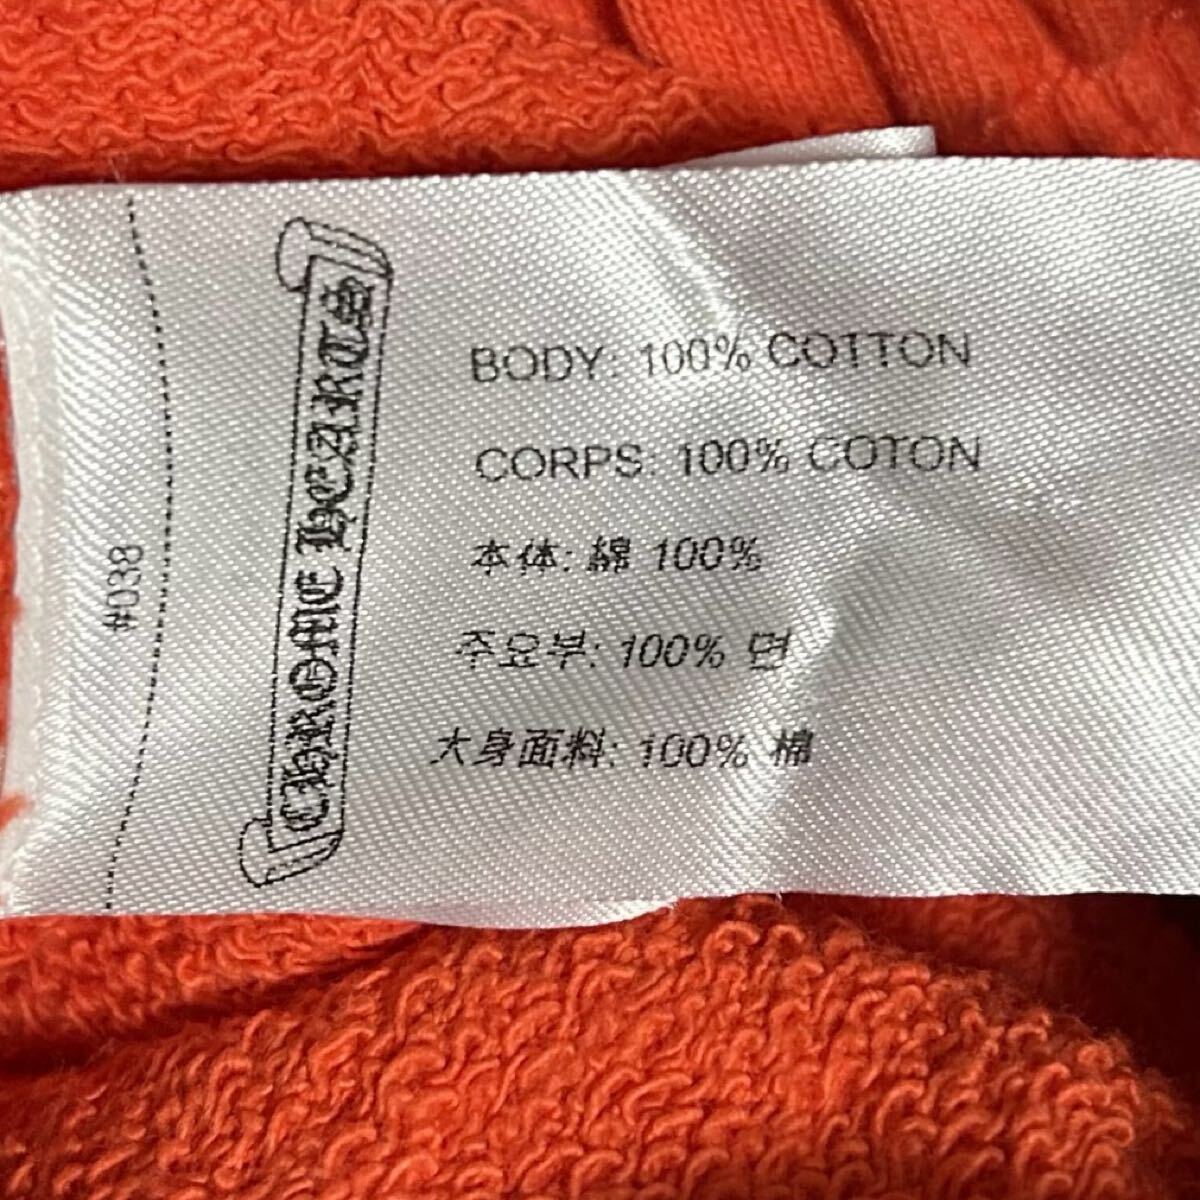 #038
CHROME HEARTS
BODY: 100% COTTON
CORPS: 100% COTON
本体: 綿 100%
주요부: 100% 면
大身面料: 100% 棉